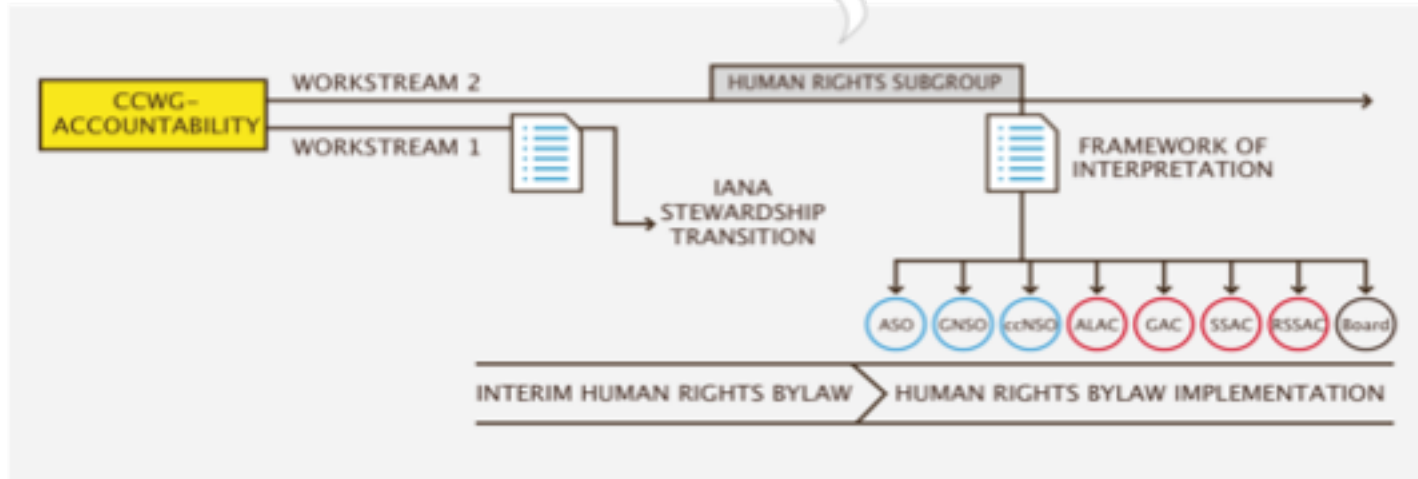 CCWG-
ACCOUNTABILITY
WORKSTREAM 2
WORKSTREAM 1
HUMAN RIGHTS SUBGROUP
FRAMEWORK OF
INTERPRETATION
IANA
STEWARDSHIP
TRANSITION
ASO GNSO ccNSO ALAC GAC SSAC RSSAC Board
INTERIM HUMAN RIGHTS BYLAW HUMAN RIGHTS BYLAW IMPLEMENTATION